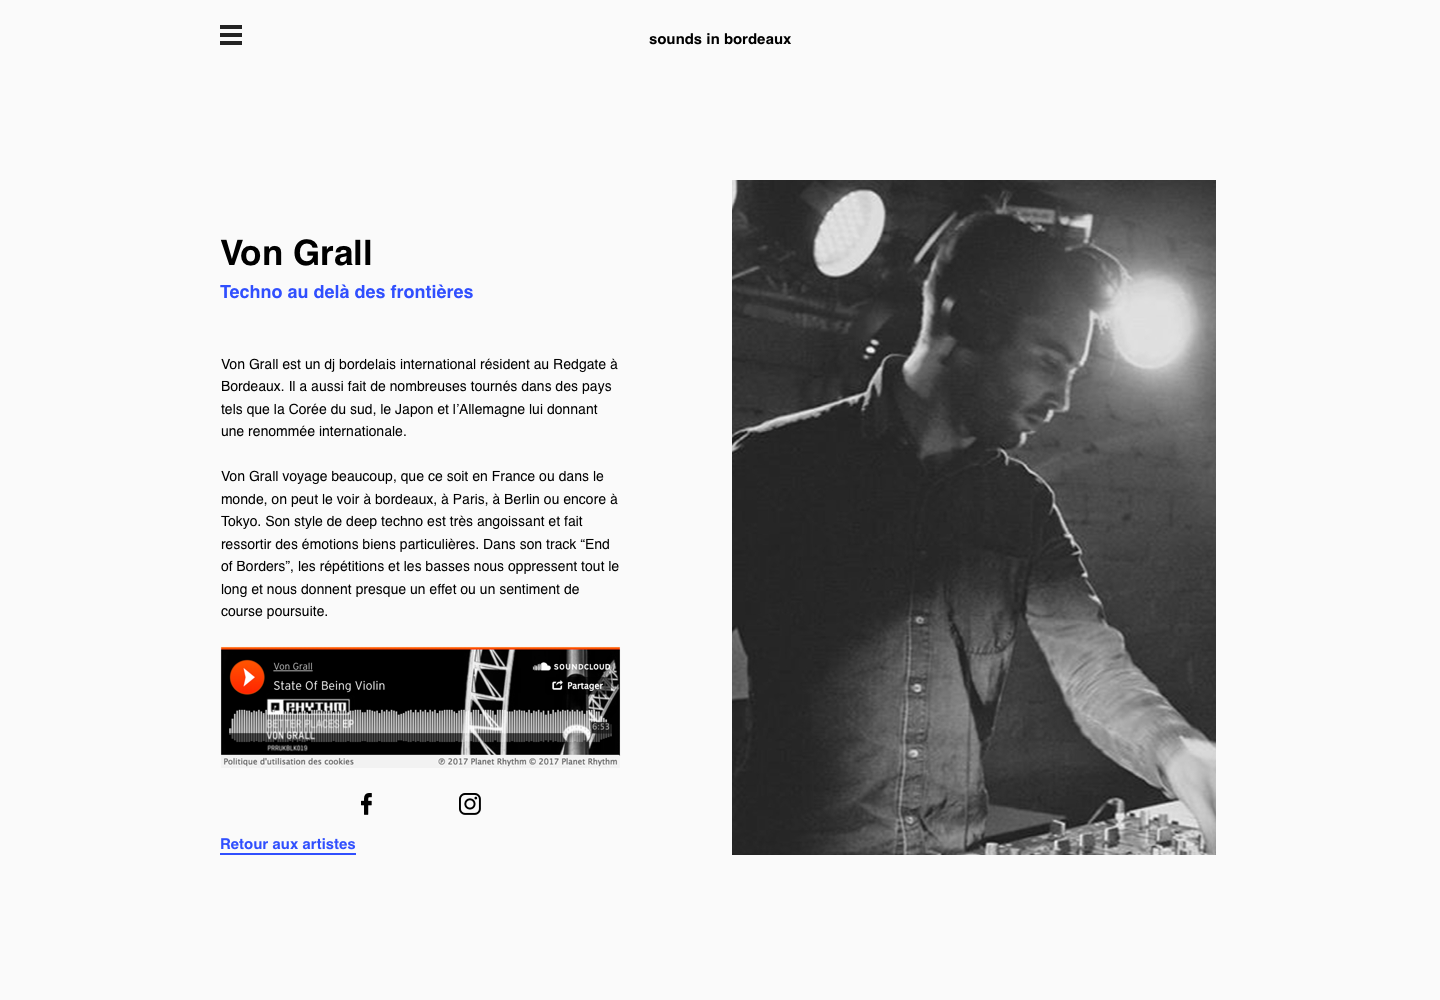 sounds in bordeaux
Von Grall
Techno au delà des frontières
Von Grall est un dj bordelais international résident au Redgate à
Bordeaux. Il a aussi fait de nombreuses tournés dans des pays
tels que la Corée du sud, le Japon et l’Allemagne lui donnant
une renommée internationale.
Von Grall voyage beaucoup, que ce soit en France ou dans le
monde, on peut le voir à bordeaux, à Paris, à Berlin ou encore à
Tokyo. Son style de deep techno est très angoissant et fait
ressortir des émotions biens particulières. Dans son track “End
of Borders”, les répétitions et les basses nous oppressent tout le
long et nous donnent presque un effet ou un sentiment de
course poursuite.
Von Grall
SOUNDCLOUD
State Of Being Violin
Partager
RHYTHM
BETTER PLACES EP
6:53
VON GRALL
PRRUKBLK019
Politique d'utilisation des cookies
℗ 2017 Planet Rhythm © 2017 Planet Rhythm
Retour aux artistes